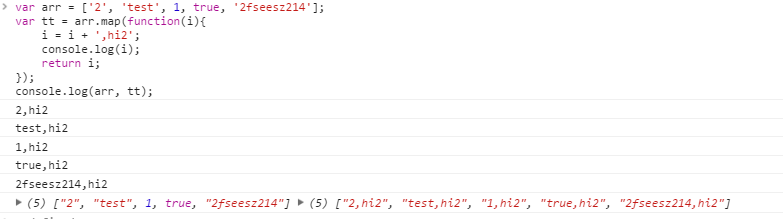 var arr = ['2', 'test', 1, true, '2fseesz214'];
var tt = arr.map(function(i){
    i = i + ',hi2';
    console.log(i);
    return i;
});
console.log(arr, tt);
2,hi2
test,hi2
1,hi2
true,hi2
2fseesz214,hi2
(5) ["2", "test", 1, true, "2fseesz214"] (5) ["2,hi2", "test,hi2", "1,hi2", "true,hi2", "2fseesz214,hi2"]